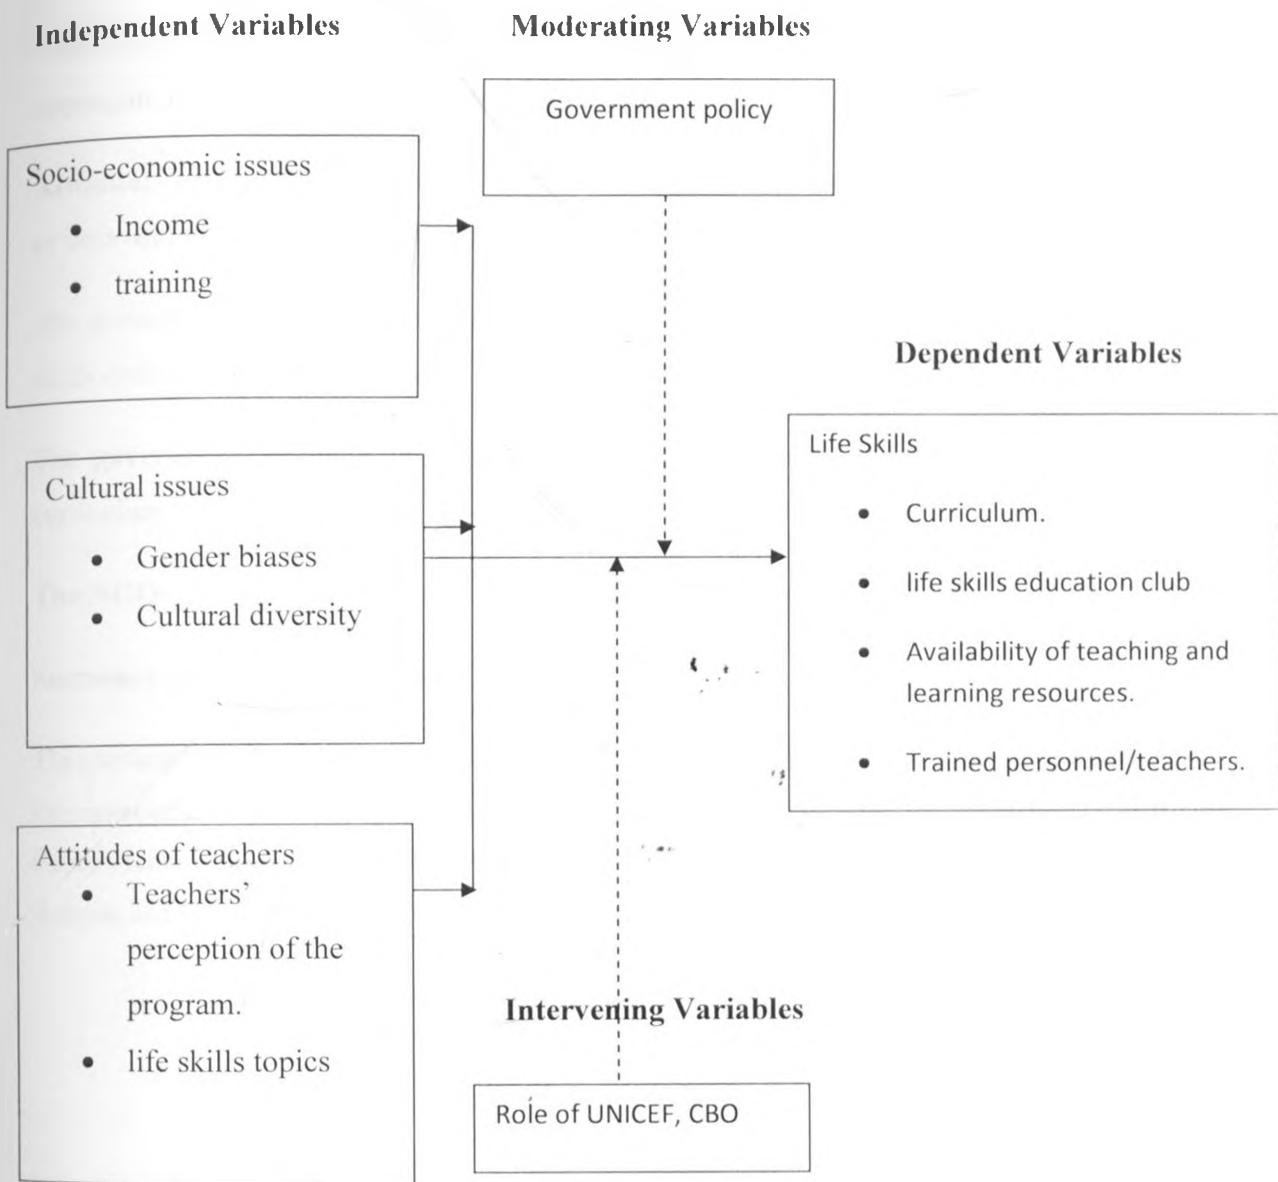 Independent Variables
Moderating Variables
Government policy
Socio-economic issues
• Income
• training
Dependent Variables
Life Skills
• Curriculum.
• life skills education club
• Availability of teaching and
learning resources.
• Trained personnel/teachers.
Cultural issues
• Gender biases
• Cultural diversity
Attitudes of teachers
• Teachers’
perception of the
program.
• life skills topics
Intervening Variables
Role of UNICEF, CBO